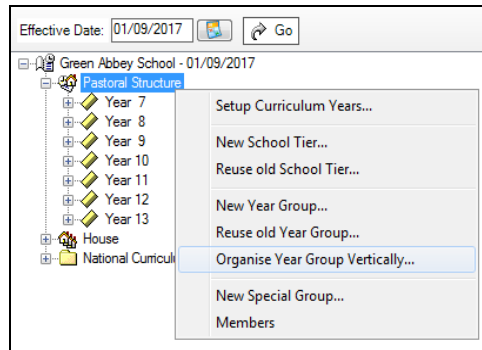 Effective Date: 01/09/2017 Go
Green Abbey School - 01/09/2017
Pastoral Structure
Year 7
Year 8
Year 9
Year 10
Year 11
Year 12
Year 13
House
National Curricul
Setup Curriculum Years...
New School Tier...
Reuse old School Tier...
New Year Group...
Reuse old Year Group...
Organise Year Group Vertically...
New Special Group...
Members